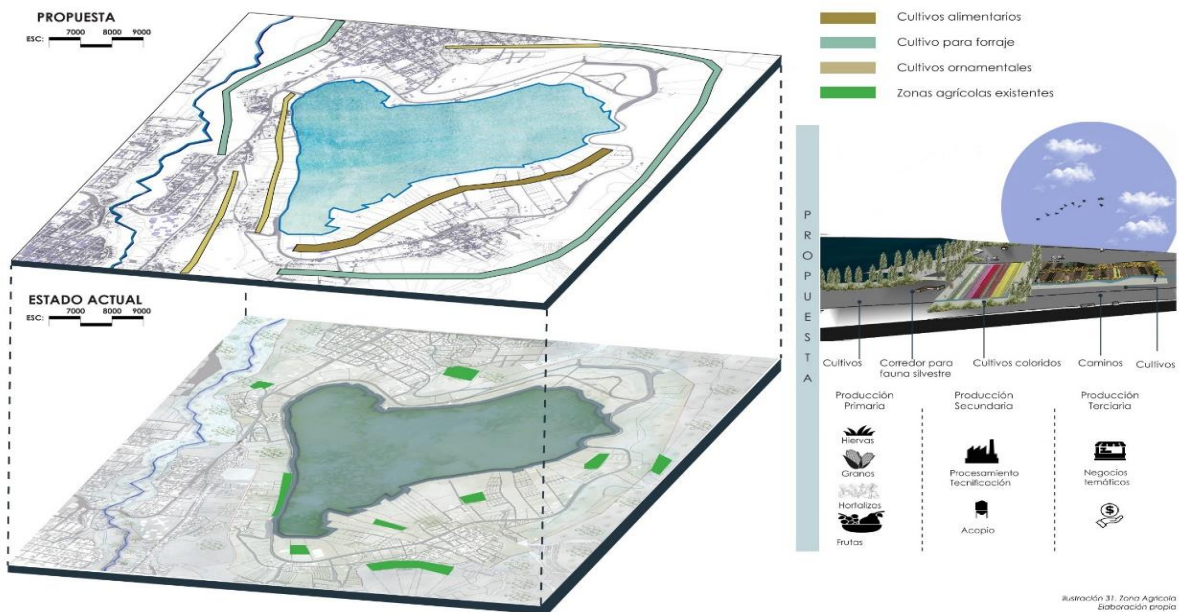 PROPUESTA
ESC:
7000 8000 9000
Cultivos alimentarios
Cultivo para forraje
Cultivos ornamentales
Zonas agrícolas existentes
ESTADO ACTUAL
ESC:
7000 8000 9000
PROPUESTA
Cultivos
Corredor para
fauna silvestre
Cultivos coloridos
Caminos
Cultivos
Producción
Primaria
Hiervas
Granos
Hortalizas
Frutas
Producción
Secundaria
Procesamiento
Tecnificación
Acopio
Producción
Terciaria
Negocios
temáticos
$
Ilustración 31. Zona Agrícola
Elaboración propia